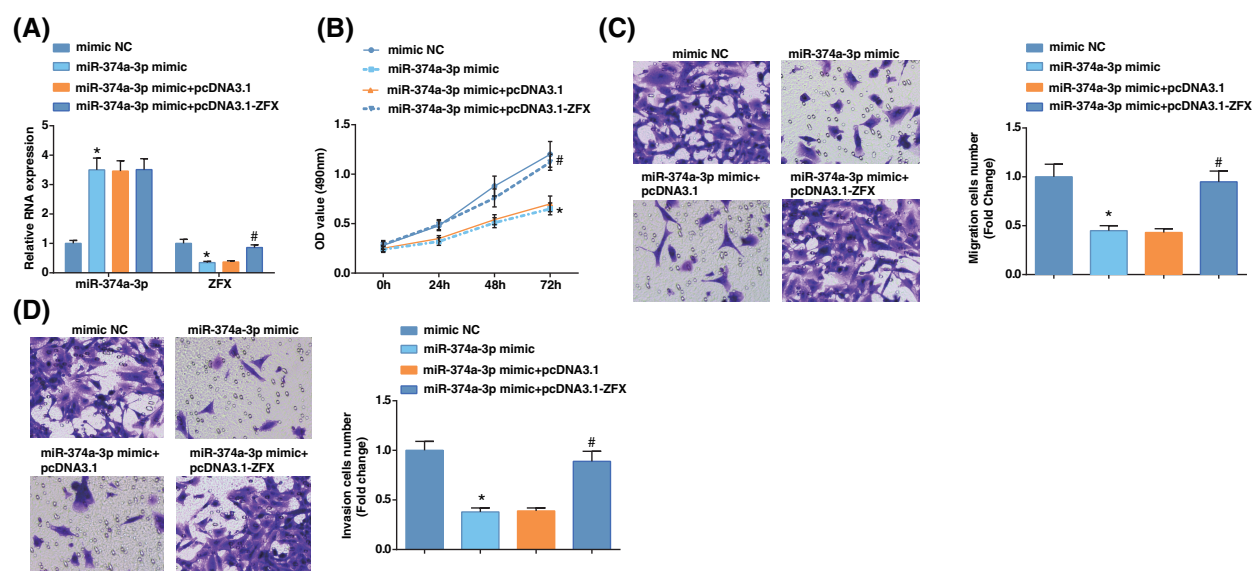 (A)
mimic NC
miR-374a-3p mimic
miR-374a-3p mimic+pcDNA3.1
miR-374a-3p mimic+pcDNA3.1-ZFX
Relative RNA expression
5
4
3
2
1
0
*
*
#
miR-374a-3p
ZFX
(B)
mimic NC
miR-374a-3p mimic
miR-374a-3p mimic+pcDNA3.1
miR-374a-3p mimic+pcDNA3.1-ZFX
OD value (490nm)
1.5
1.0
0.5
0.0
#
*
0h
24h
48h
72h
(C)
mimic NC
miR-374a-3p mimic
miR-374a-3p mimic+
pcDNA3.1
miR-374a-3p mimic+
pcDNA3.1-ZFX
mimic NC
miR-374a-3p mimic
miR-374a-3p mimic+pcDNA3.1
miR-374a-3p mimic+pcDNA3.1-ZFX
Migration cells number
(Fold Change)
1.5
1.0
0.5
0.0
*
#
(D)
mimic NC
miR-374a-3p mimic
miR-374a-3p mimic+
pcDNA3.1
miR-374a-3p mimic+
pcDNA3.1-ZFX
mimic NC
miR-374a-3p mimic
miR-374a-3p mimic+pcDNA3.1
miR-374a-3p mimic+pcDNA3.1-ZFX
Invasion cells number
(Fold change)
1.5
1.0
0.5
0.0
*
#